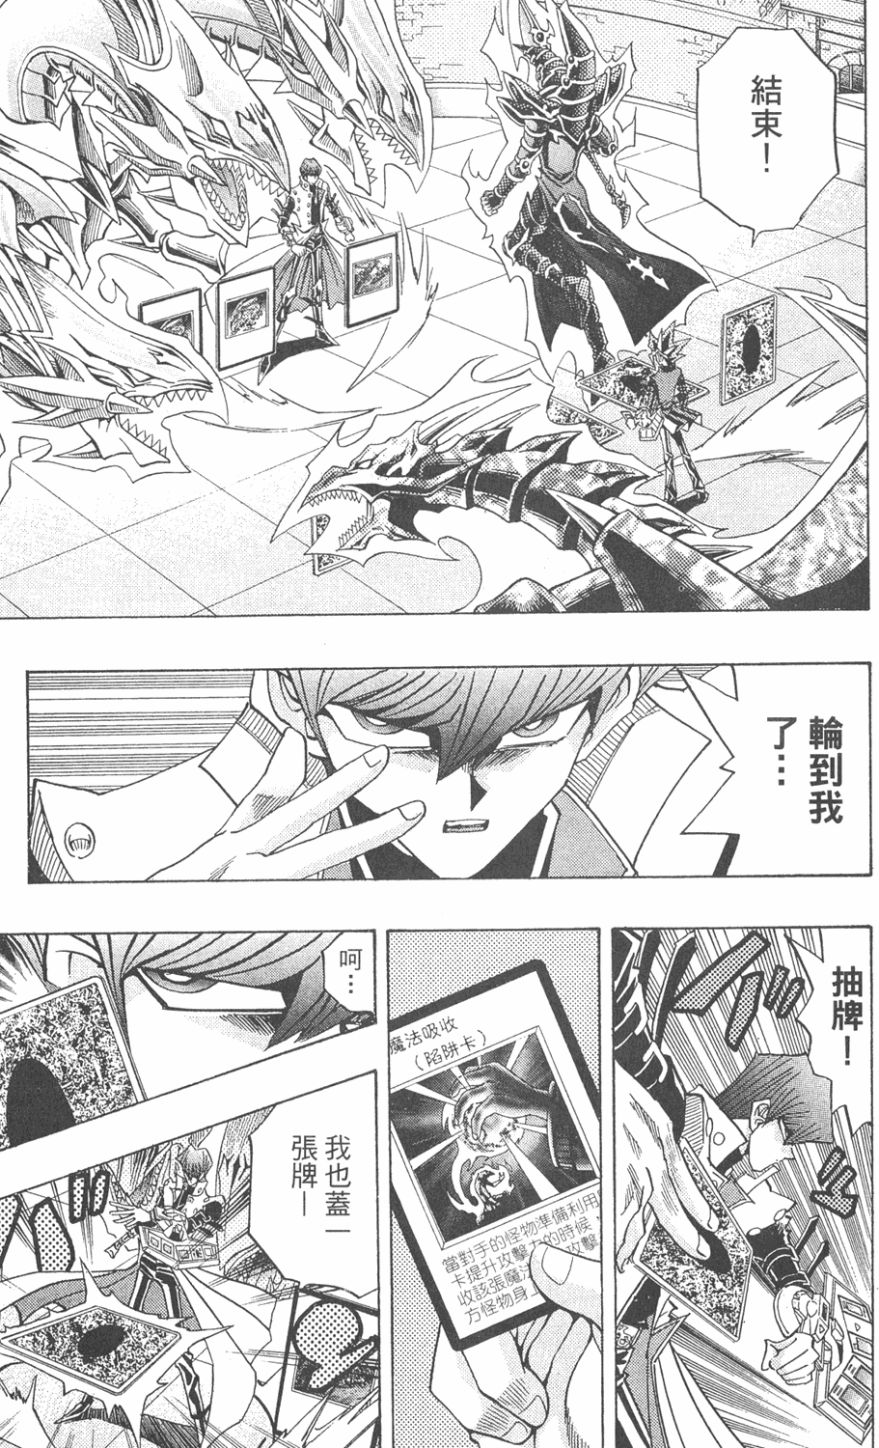 結束！
輪到我
了…
抽牌！
魔法吸收
（陷阱卡）
當對手的怪物準備利用
卡提升攻擊力的時候
收該張魔法
攻擊
方怪物身
呵…
我也蓋一
張牌—